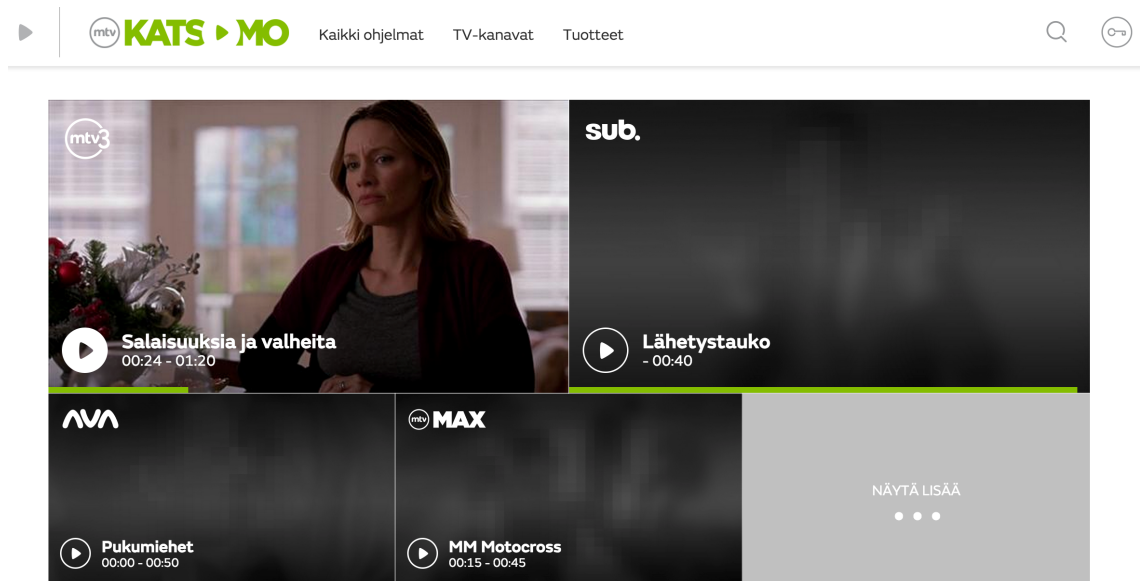 mtv KATSOMO
Kaikki ohjelmat
TV-kanavat
Tuotteet
mtv3
Salaisuuksia ja valheita
00:24 - 01:20
sub.
Lähetystauko
- 00:40
AVA
Pukumiehet
00:00 - 00:50
mtv MAX
MM Motocross
00:15 - 00:45
NÄYTÄ LISÄÄ